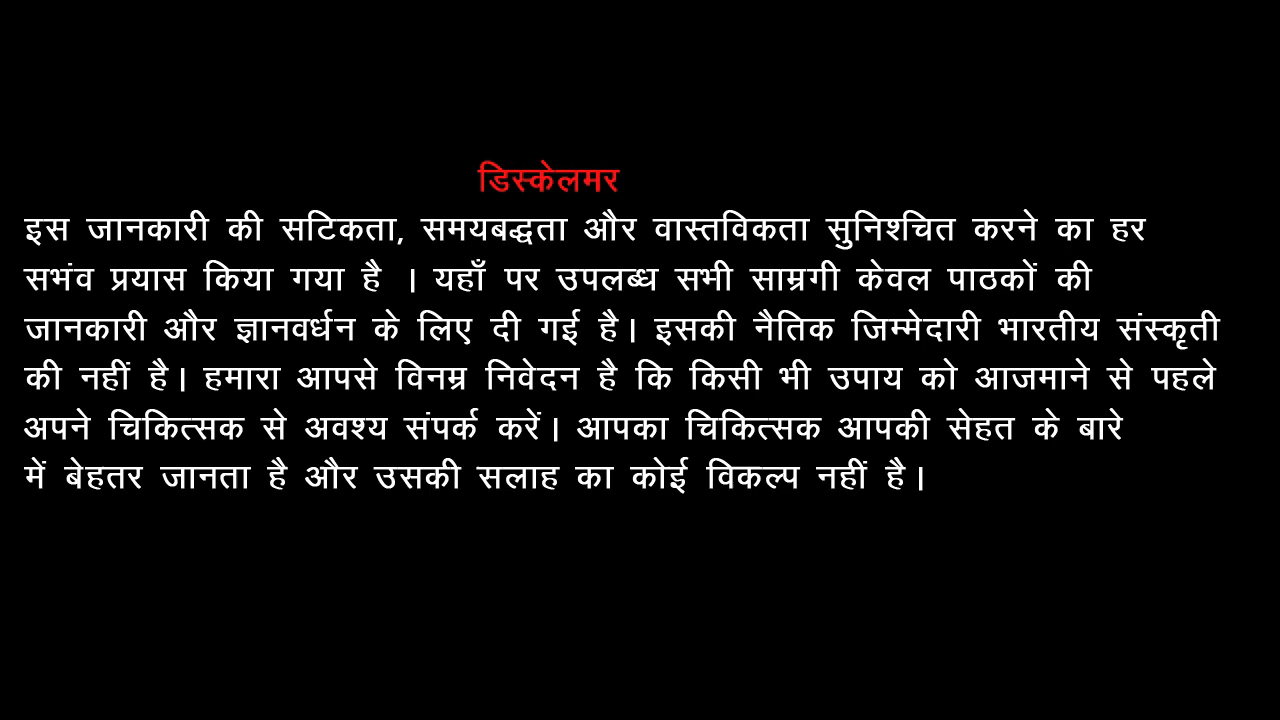 डिस्केलमर
इस जानकारी की सटिकता, समयबद्धता और वास्तविकता सुनिश्चित करने का हर
सभंव प्रयास किया गया है । यहाँ पर उपलब्ध सभी साम्रगी केवल पाठकों की
जानकारी और ज्ञानवर्धन के लिए दी गई है। इसकी नैतिक जिम्मेदारी भारतीय संस्कृती
की नहीं है। हमारा आपसे विनम्र निवेदन है कि किसी भी उपाय को आजमाने से पहले
अपने चिकित्सक से अवश्य संपर्क करें। आपका चिकित्सक आपकी सेहत के बारे
में बेहतर जानता है और उसकी सलाह का कोई विकल्प नहीं है।